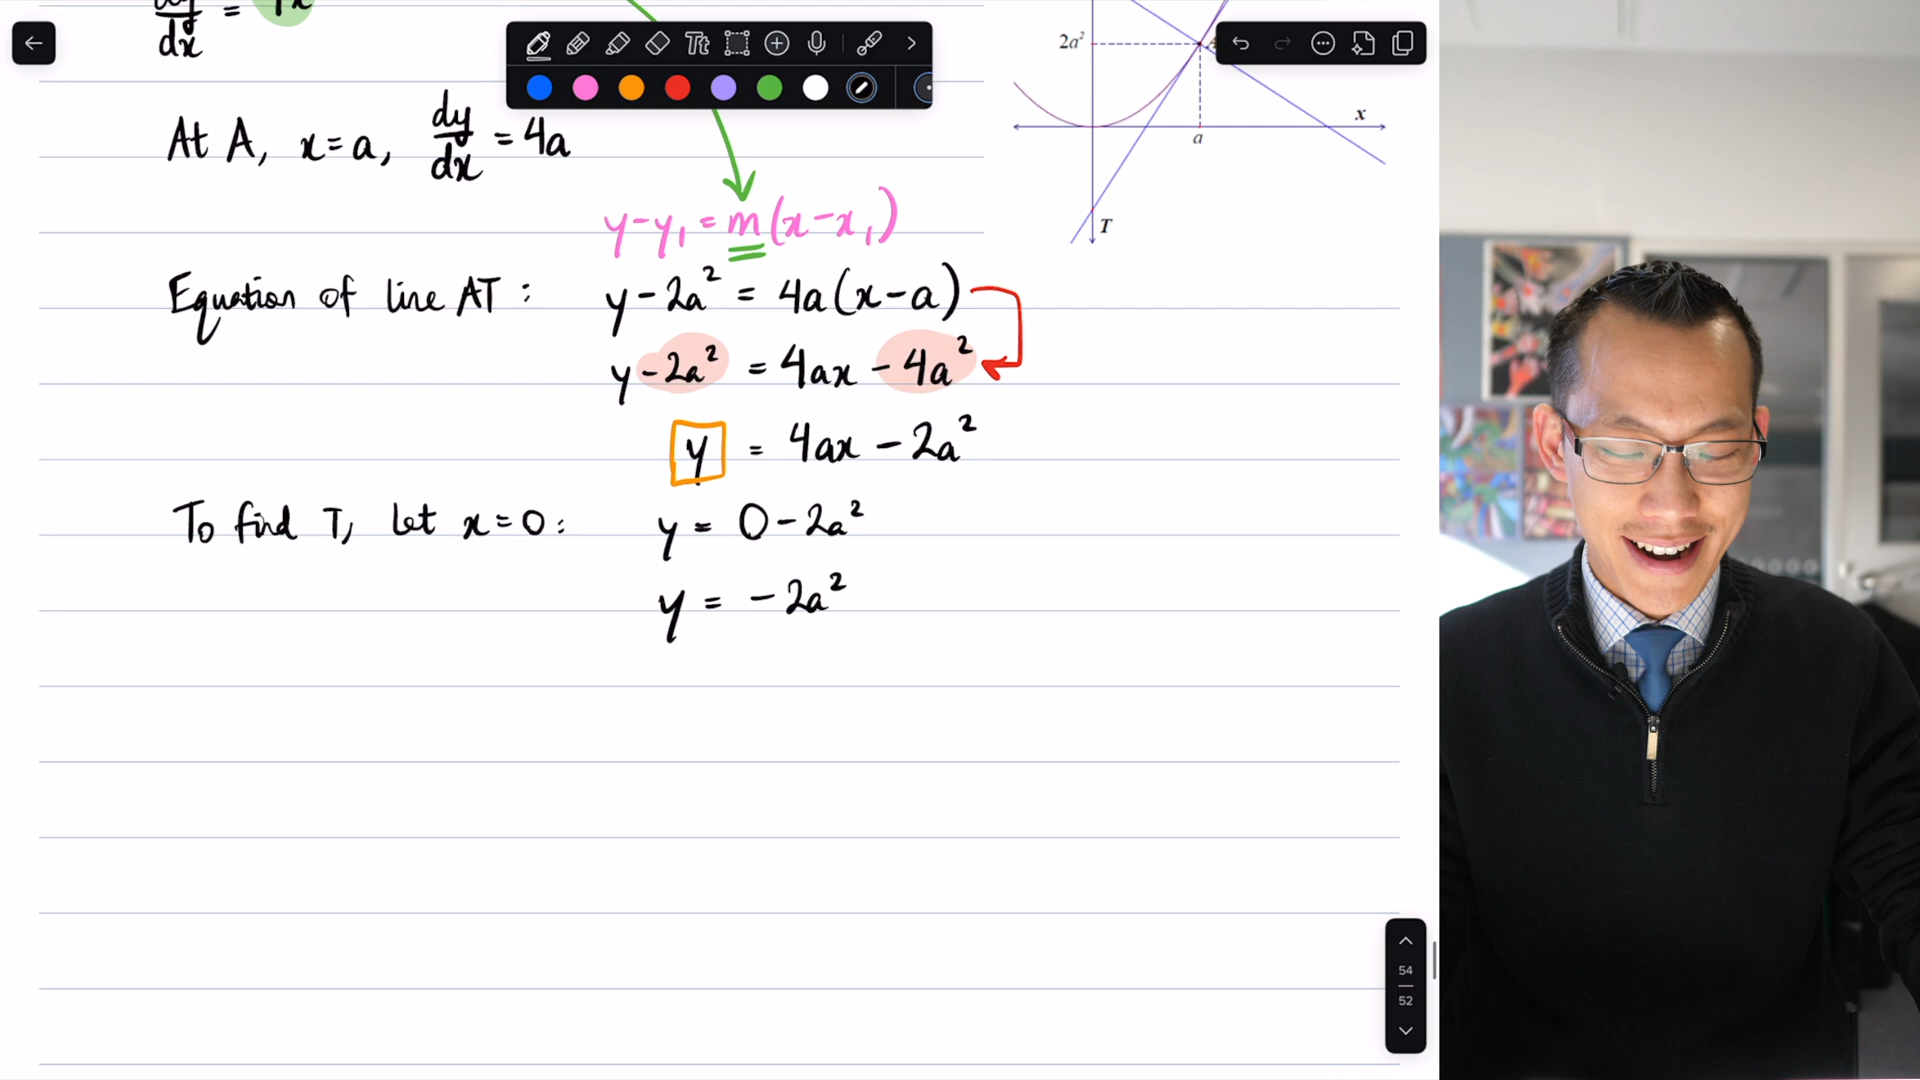 dy/dx = 4x
2a²
x
a
T
At A, x=a, dy/dx = 4a
y-y₁ = m(x-x₁)
Equation of line AT : y - 2a² = 4a(x-a)
y - 2a² = 4ax - 4a²
y = 4ax - 2a²
To find T, let x=0: y = 0 - 2a²
y = -2a²
Tt
54
52